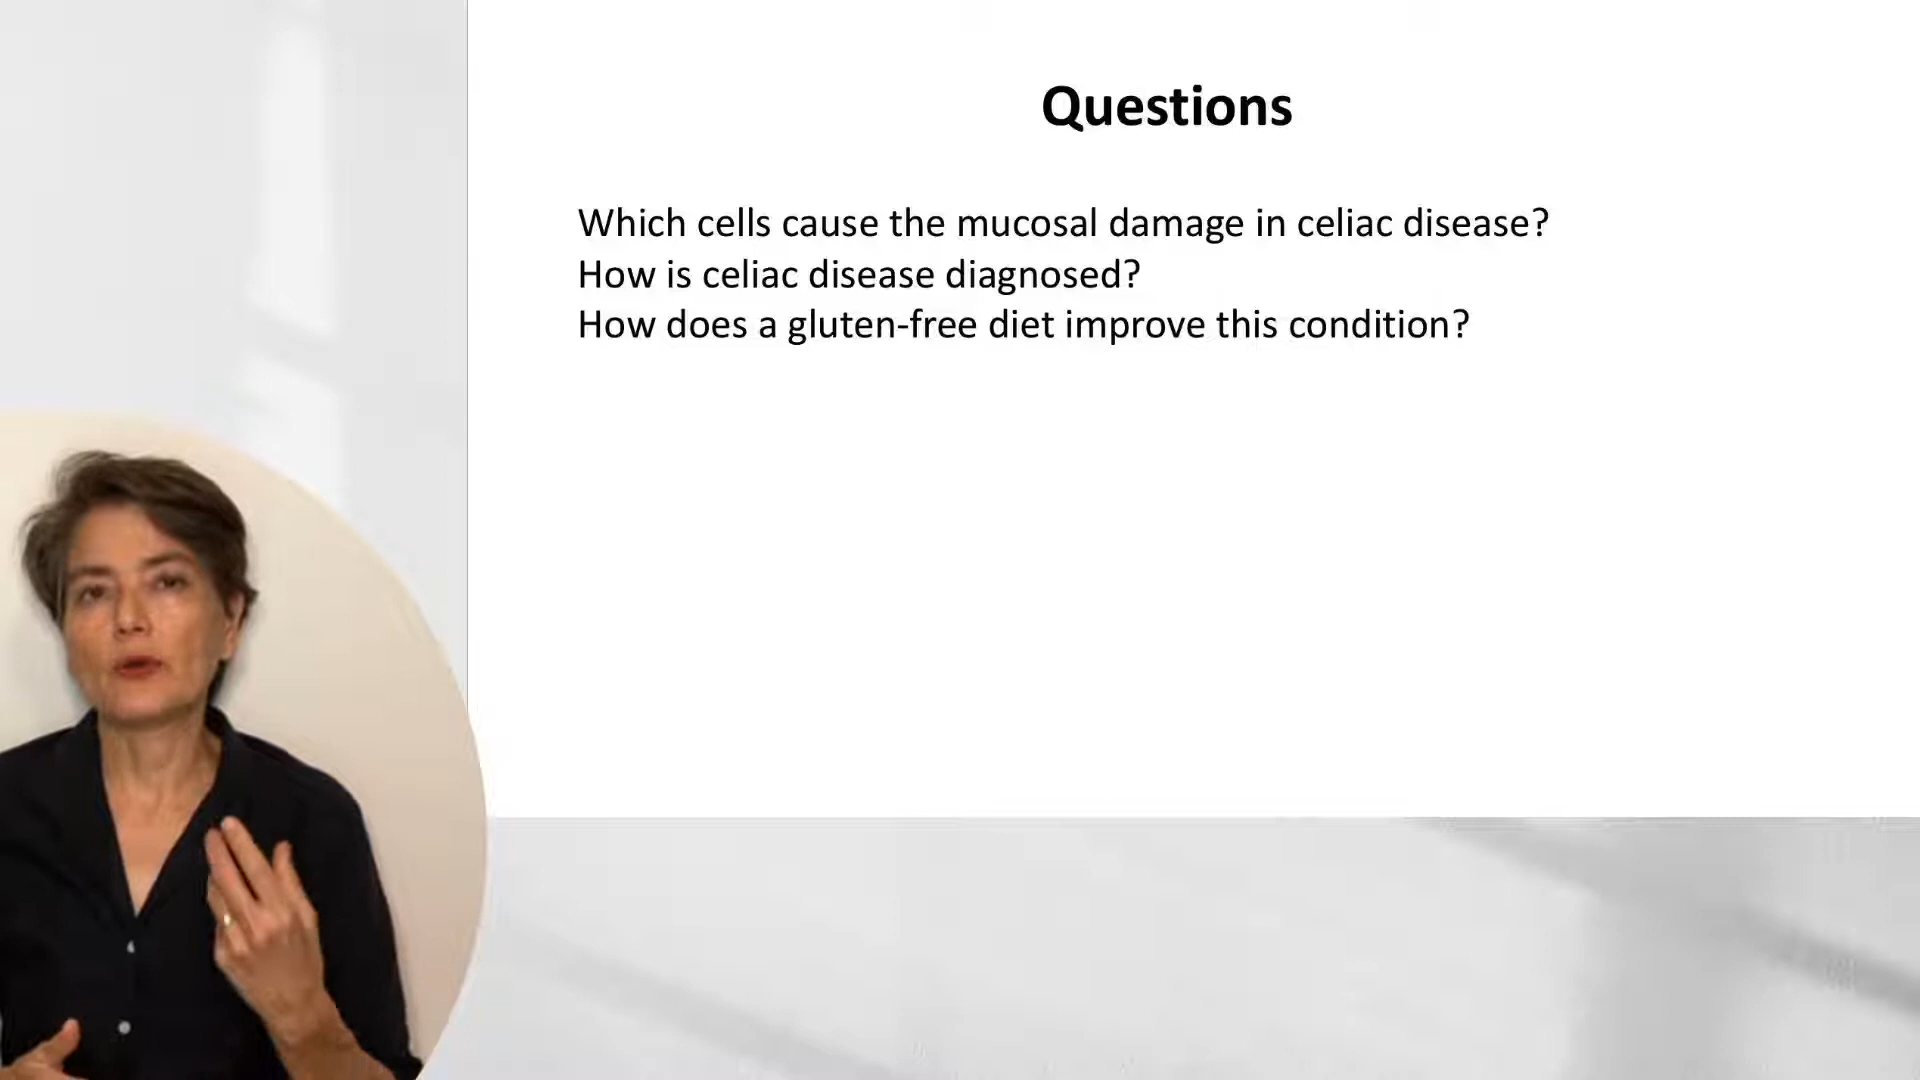 Questions
Which cells cause the mucosal damage in celiac disease?
How is celiac disease diagnosed?
How does a gluten-free diet improve this condition?